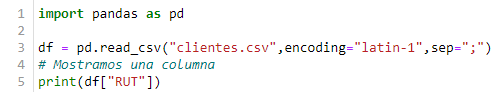 1 import pandas as pd
2
3 df = pd.read_csv("clientes.csv",encoding="latin-1",sep=";")
4 # Mostramos una columna
5 print(df["RUT"])